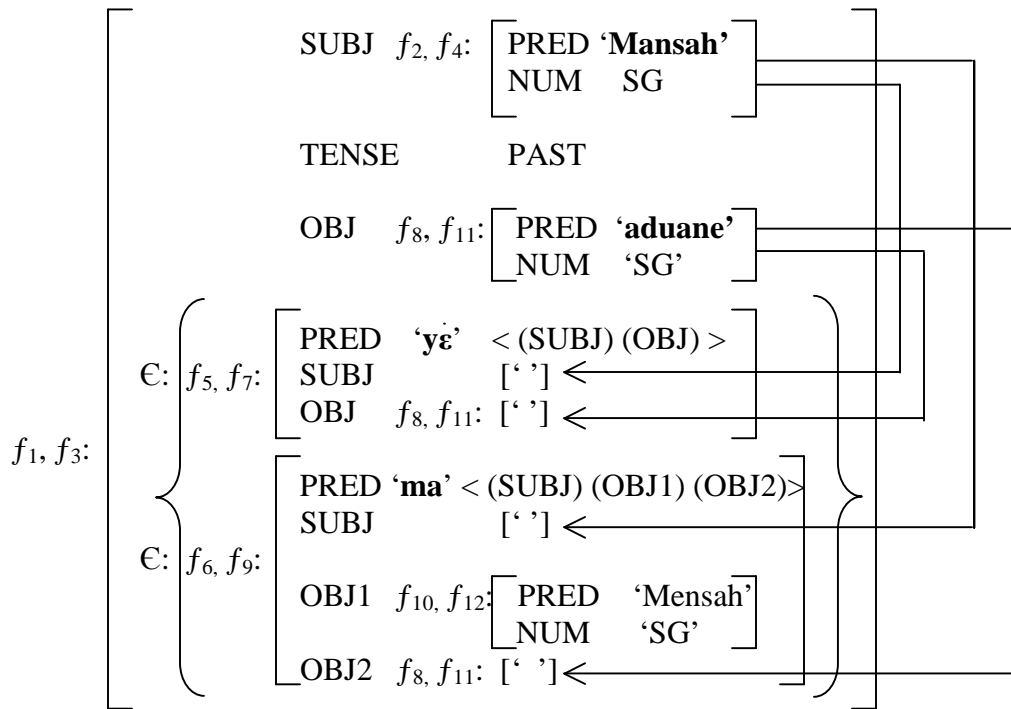 SUBJ f2, f4: PRED ‘Mansah’
NUM SG
TENSE PAST
OBJ f8, f11: PRED ‘aduane’
NUM ‘SG’
PRED ‘yɛ̇’ < (SUBJ) (OBJ) >
Є: f5, f7: SUBJ [‘ ’]
OBJ f8, f11: [‘ ’]
f1, f3:
PRED ‘ma’ < (SUBJ) (OBJ1) (OBJ2)>
SUBJ [‘ ’]
Є: f6, f9:
OBJ1 f10, f12: PRED ‘Mensah’
NUM ‘SG’
OBJ2 f8, f11: [‘ ’]